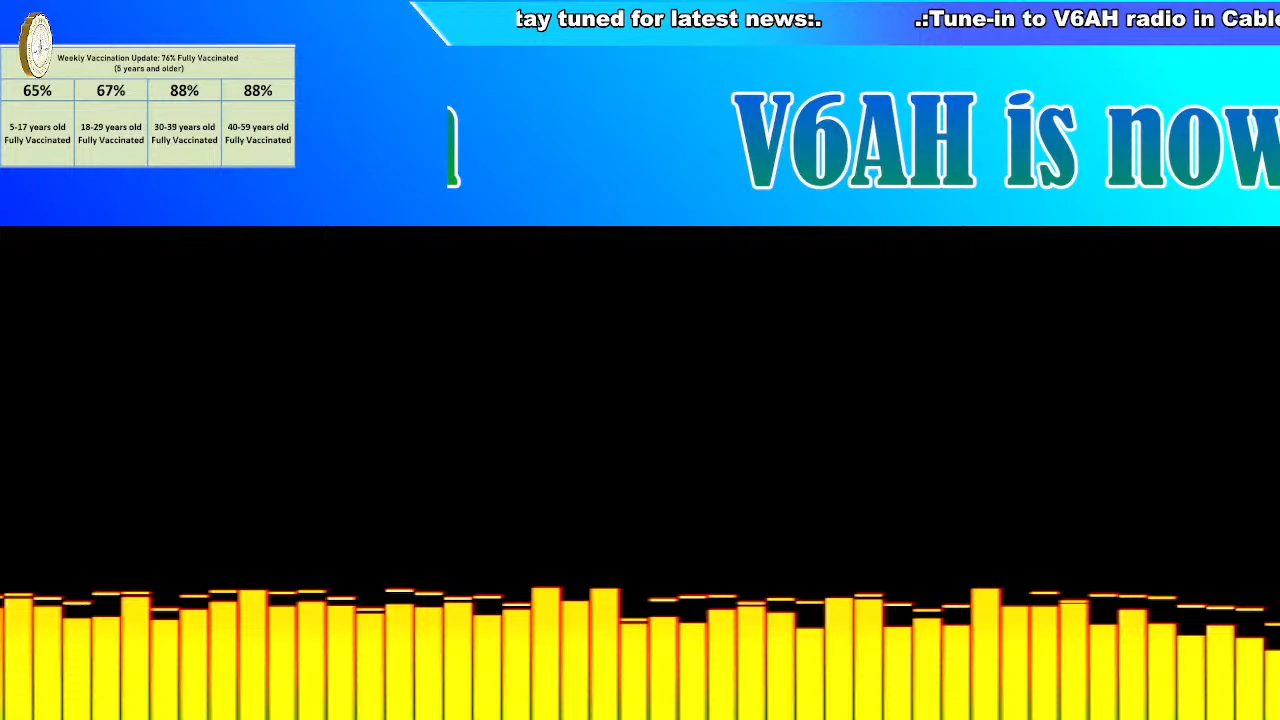 tay tuned for latest news:.
.:Tune-in to V6AH radio in Cable
Weekly Vaccination Update: 76% Fully Vaccinated
(5 years and older)
65% 67% 88% 88%
5-17 years old 18-29 years old 30-39 years old 40-59 years old
Fully Vaccinated Fully Vaccinated Fully Vaccinated Fully Vaccinated
V6AH is now